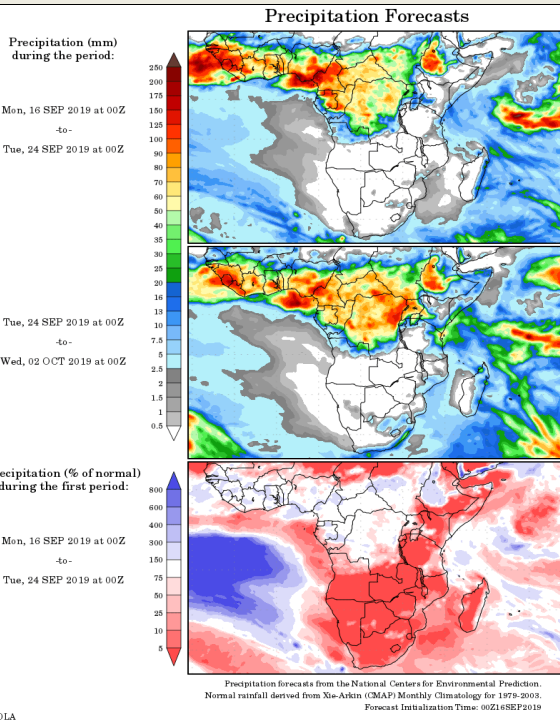 Precipitation Forecasts
Precipitation (mm)
during the period:
Mon, 16 SEP 2019 at 00Z
-to-
Tue, 24 SEP 2019 at 00Z
250
200
175
150
125
100
90
80
70
60
50
40
35
30
25
20
16
13
10
7.5
5
2.5
2
1.5
1
0.5
Tue, 24 SEP 2019 at 00Z
-to-
Wed, 02 OCT 2019 at 00Z
ecipitation (% of normal)
during the first period:
Mon, 16 SEP 2019 at 00Z
-to-
Tue, 24 SEP 2019 at 00Z
800
600
400
300
150
75
50
25
10
5
Precipitation forecasts from the National Centers for Environmental Prediction.
Normal rainfall derived from Xie-Arkin (CMAP) Monthly Climatology for 1979-2003.
Forecast Initialization Time: 00Z16SEP2019
OLA